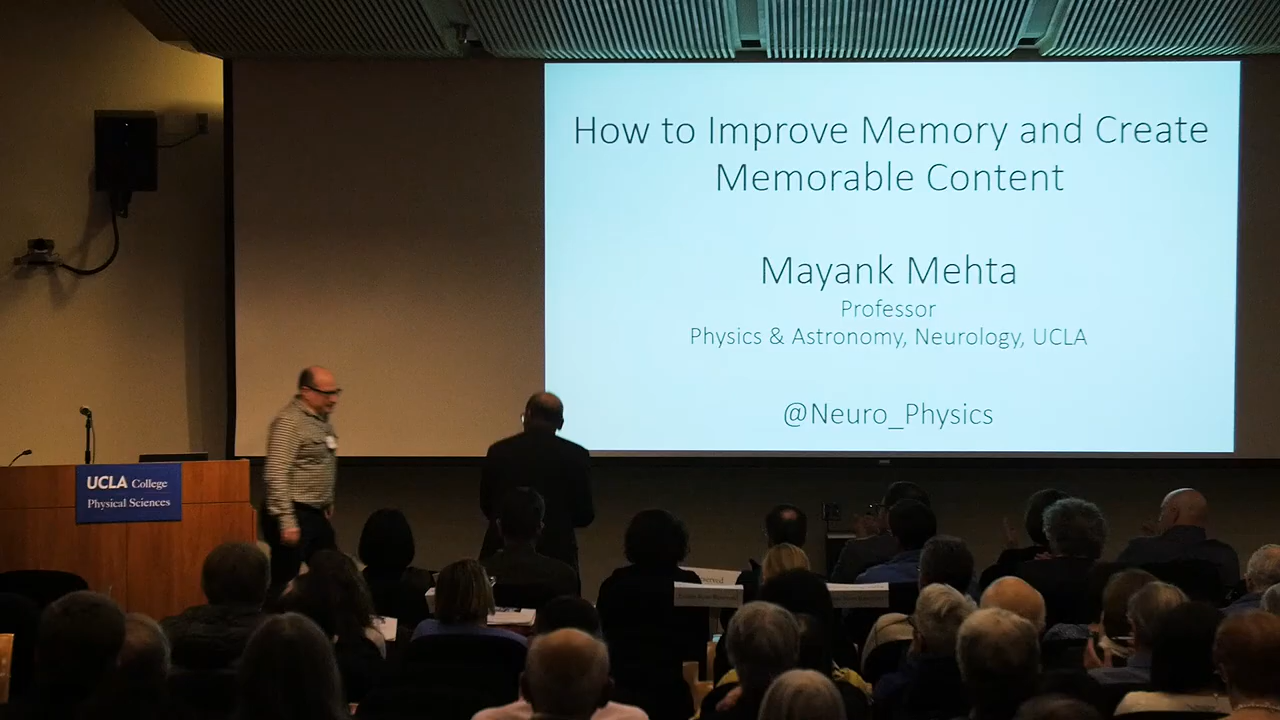 How to Improve Memory and Create
Memorable Content
Mayank Mehta
Professor
Physics & Astronomy, Neurology, UCLA
@Neuro_Physics
UCLA College
Physical Sciences